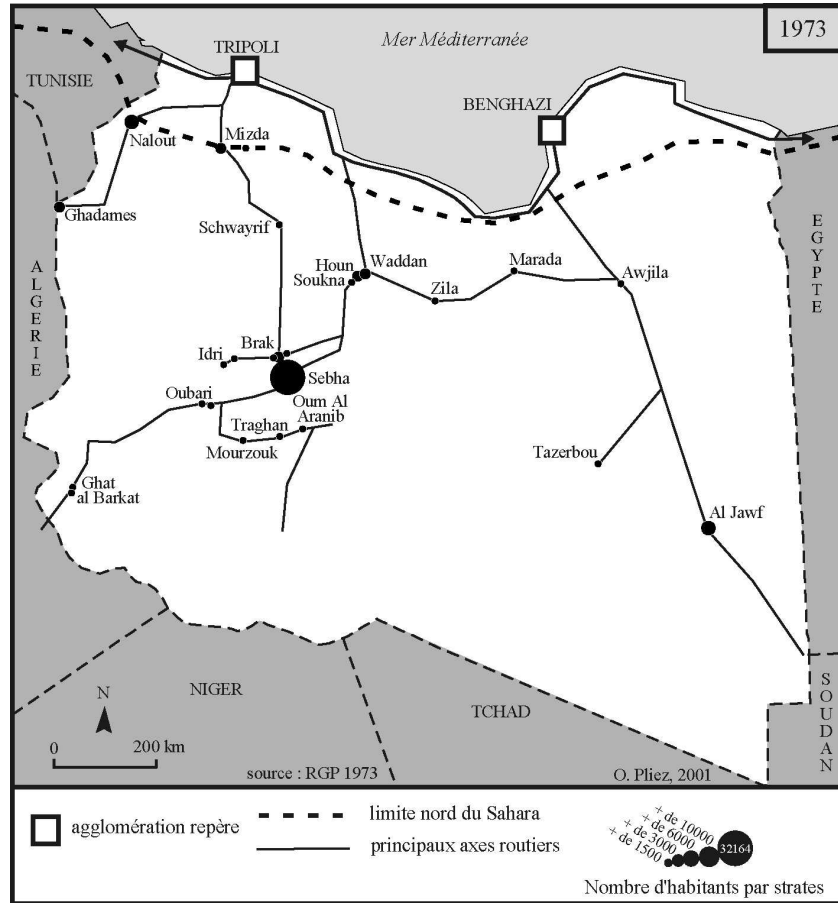 1973
Mer Méditerranée
TRIPOLI
TUNISIE
BENGHAZI
Nalout
Mizda
Ghadames
Schwayrif
ALGERIE
EGYPTE
Houn
Soukna
Waddan
Marada
Zila
Awjila
Idri
Brak
Sebha
Oubari
Oum Al
Aranib
Traghan
Mourzouk
Tazerbou
Ghat
al Barkat
Al Jawf
NIGER
TCHAD
SOUDAN
N
0 200 km
source : RGP 1973
O. Pliez, 2001
agglomération repère
limite nord du Sahara
principaux axes routiers
+ de 1500
+ de 3000
+ de 6000
+ de 10000
32164
Nombre d'habitants par strates